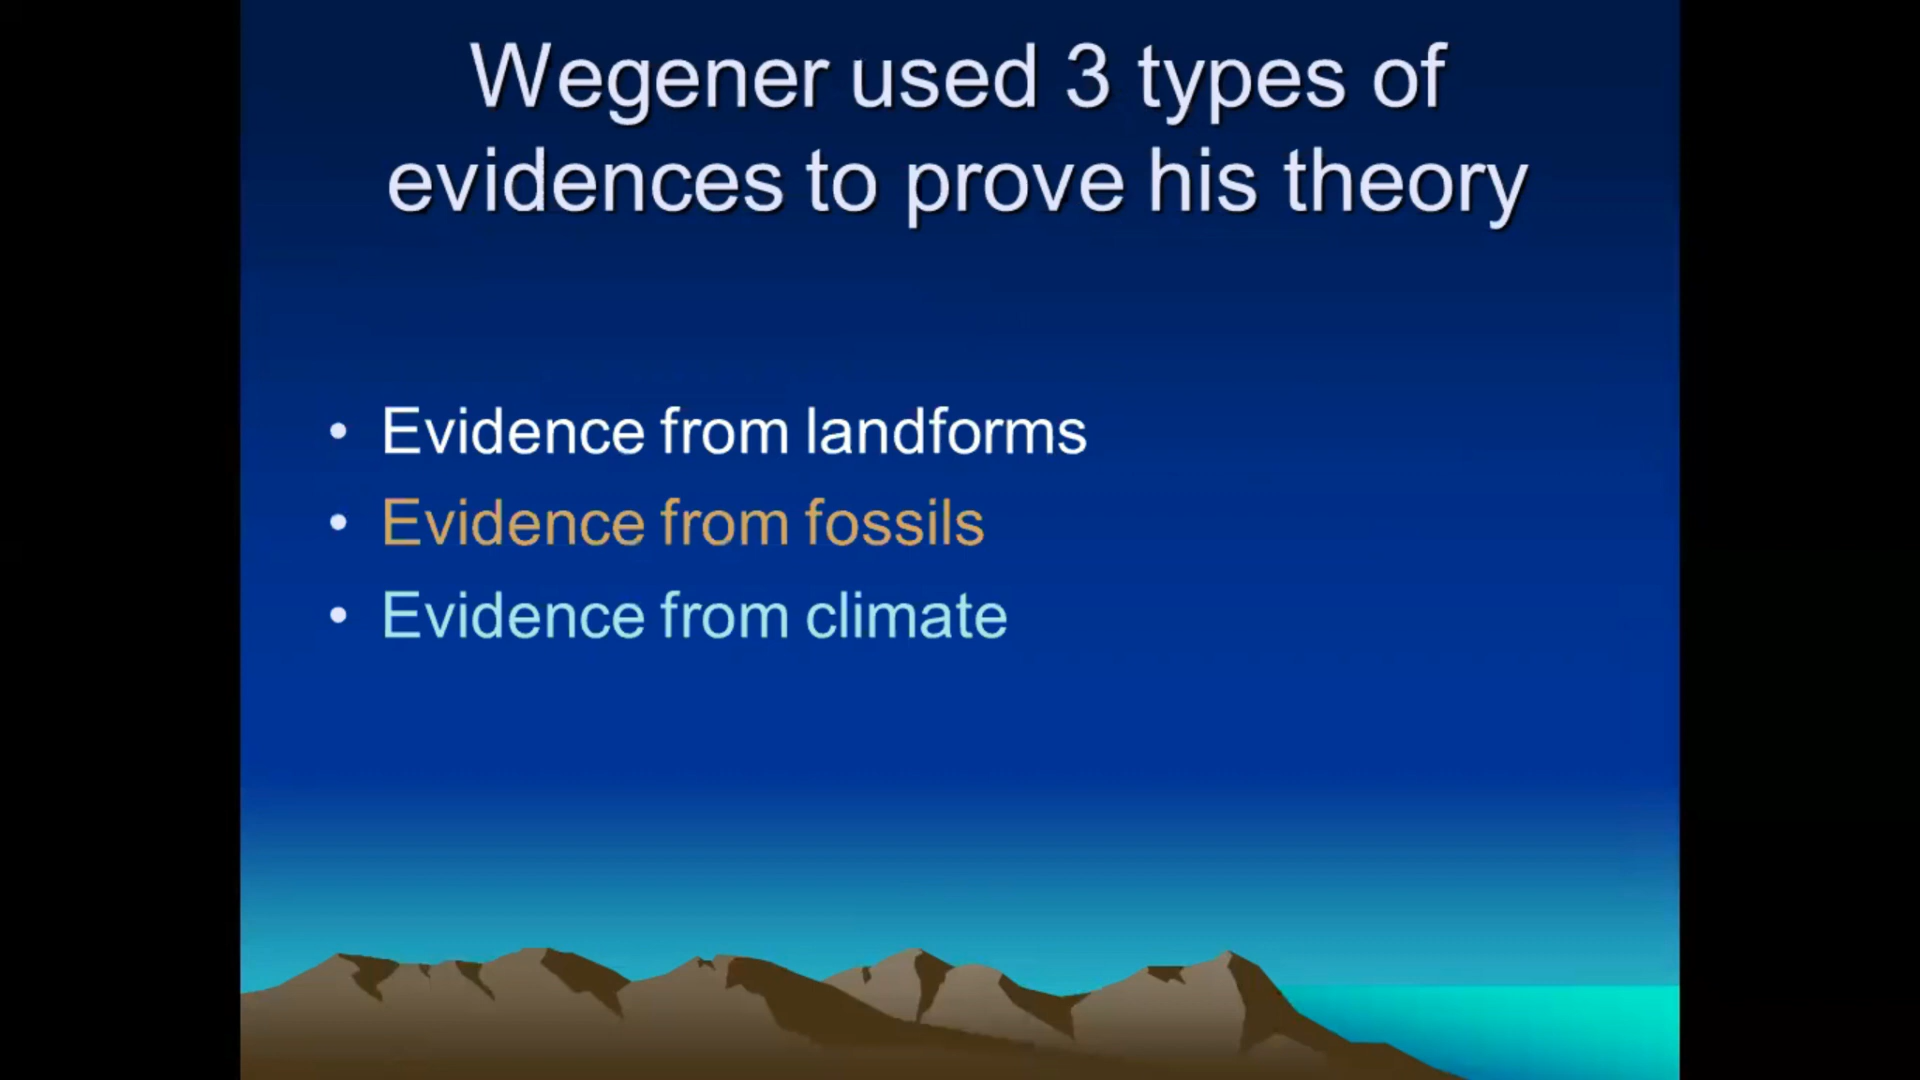 Wegener used 3 types of
evidences to prove his theory
• Evidence from landforms
• Evidence from fossils
• Evidence from climate